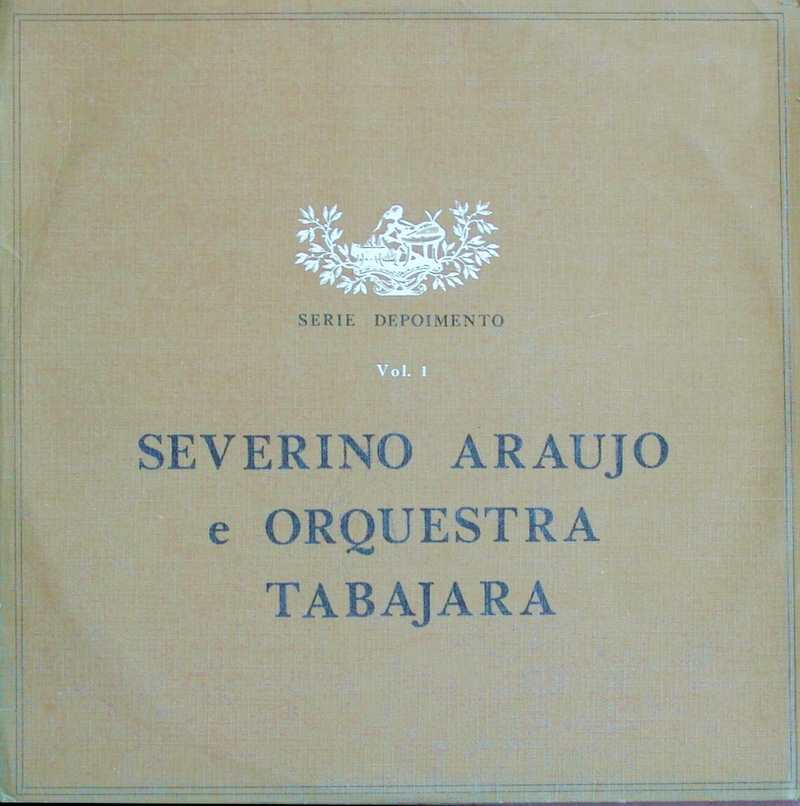 SERIE DEPOIMENTO
Vol. 1
SEVERINO ARAUJO
e ORQUESTRA
TABAJARA